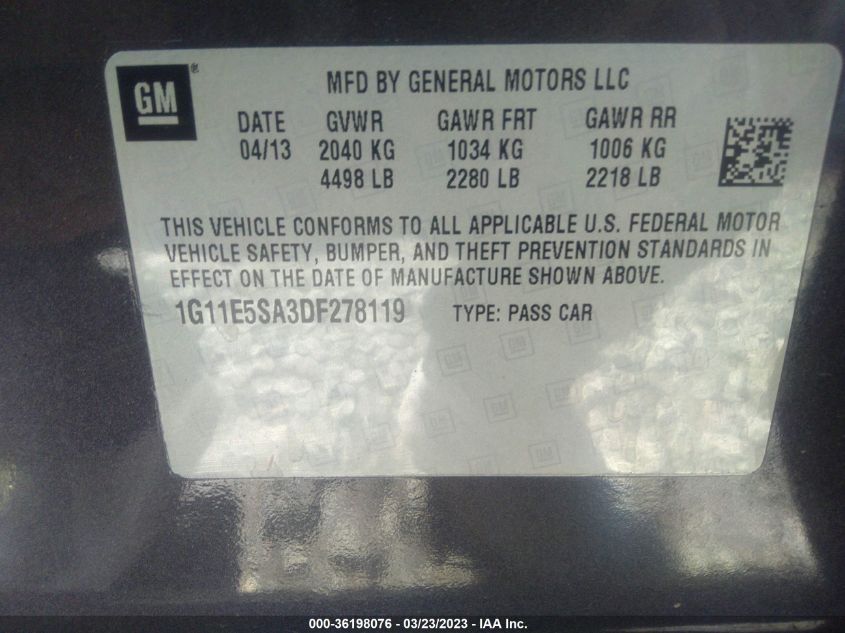 GM®
MFD BY GENERAL MOTORS LLC
DATE GVWR GAWR FRT GAWR RR
04/13 2040 KG 1034 KG 1006 KG
4498 LB 2280 LB 2218 LB
THIS VEHICLE CONFORMS TO ALL APPLICABLE U.S. FEDERAL MOTOR
VEHICLE SAFETY, BUMPER, AND THEFT PREVENTION STANDARDS IN
EFFECT ON THE DATE OF MANUFACTURE SHOWN ABOVE.
1G11E5SA3DF278119 TYPE: PASS CAR
000-36198076 — 03/23/2023 — IAA Inc.